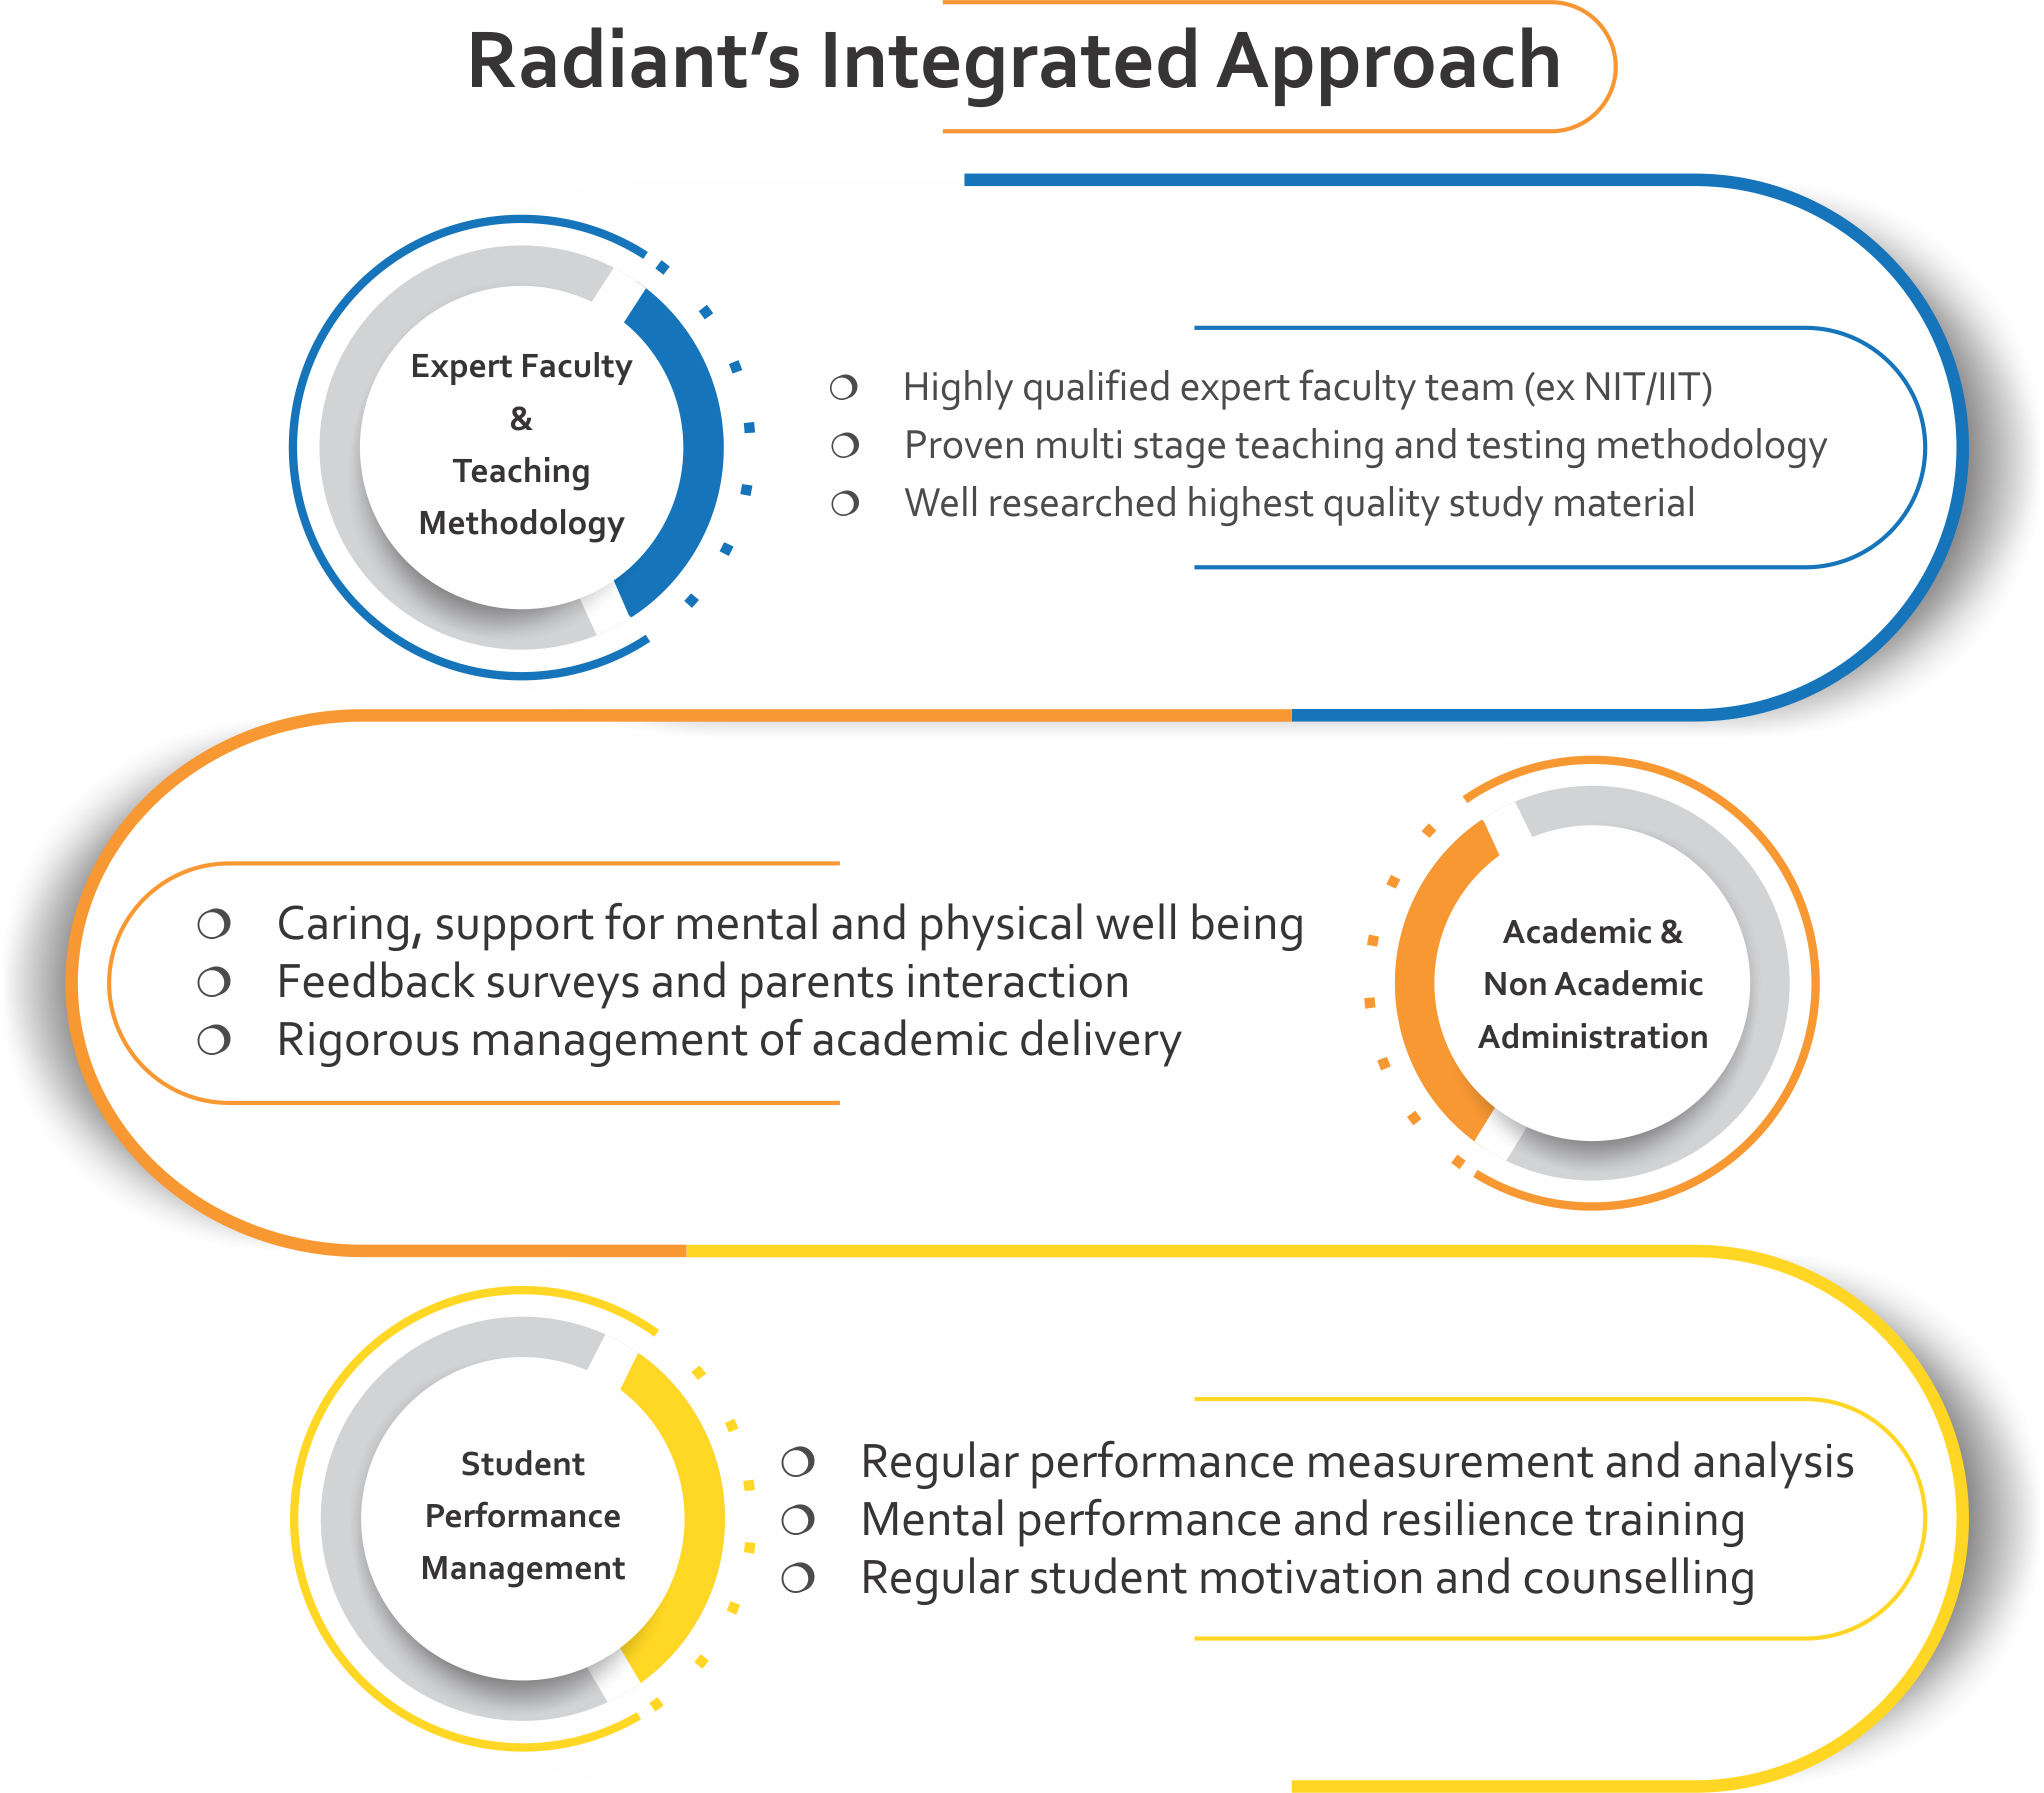 Radiant’s Integrated Approach
Expert Faculty
&
Teaching
Methodology
❍ Highly qualified expert faculty team (ex NIT/IIT)
❍ Proven multi stage teaching and testing methodology
❍ Well researched highest quality study material
❍ Caring, support for mental and physical well being
❍ Feedback surveys and parents interaction
❍ Rigorous management of academic delivery
Academic &
Non Academic
Administration
Student
Performance
Management
❍ Regular performance measurement and analysis
❍ Mental performance and resilience training
❍ Regular student motivation and counselling